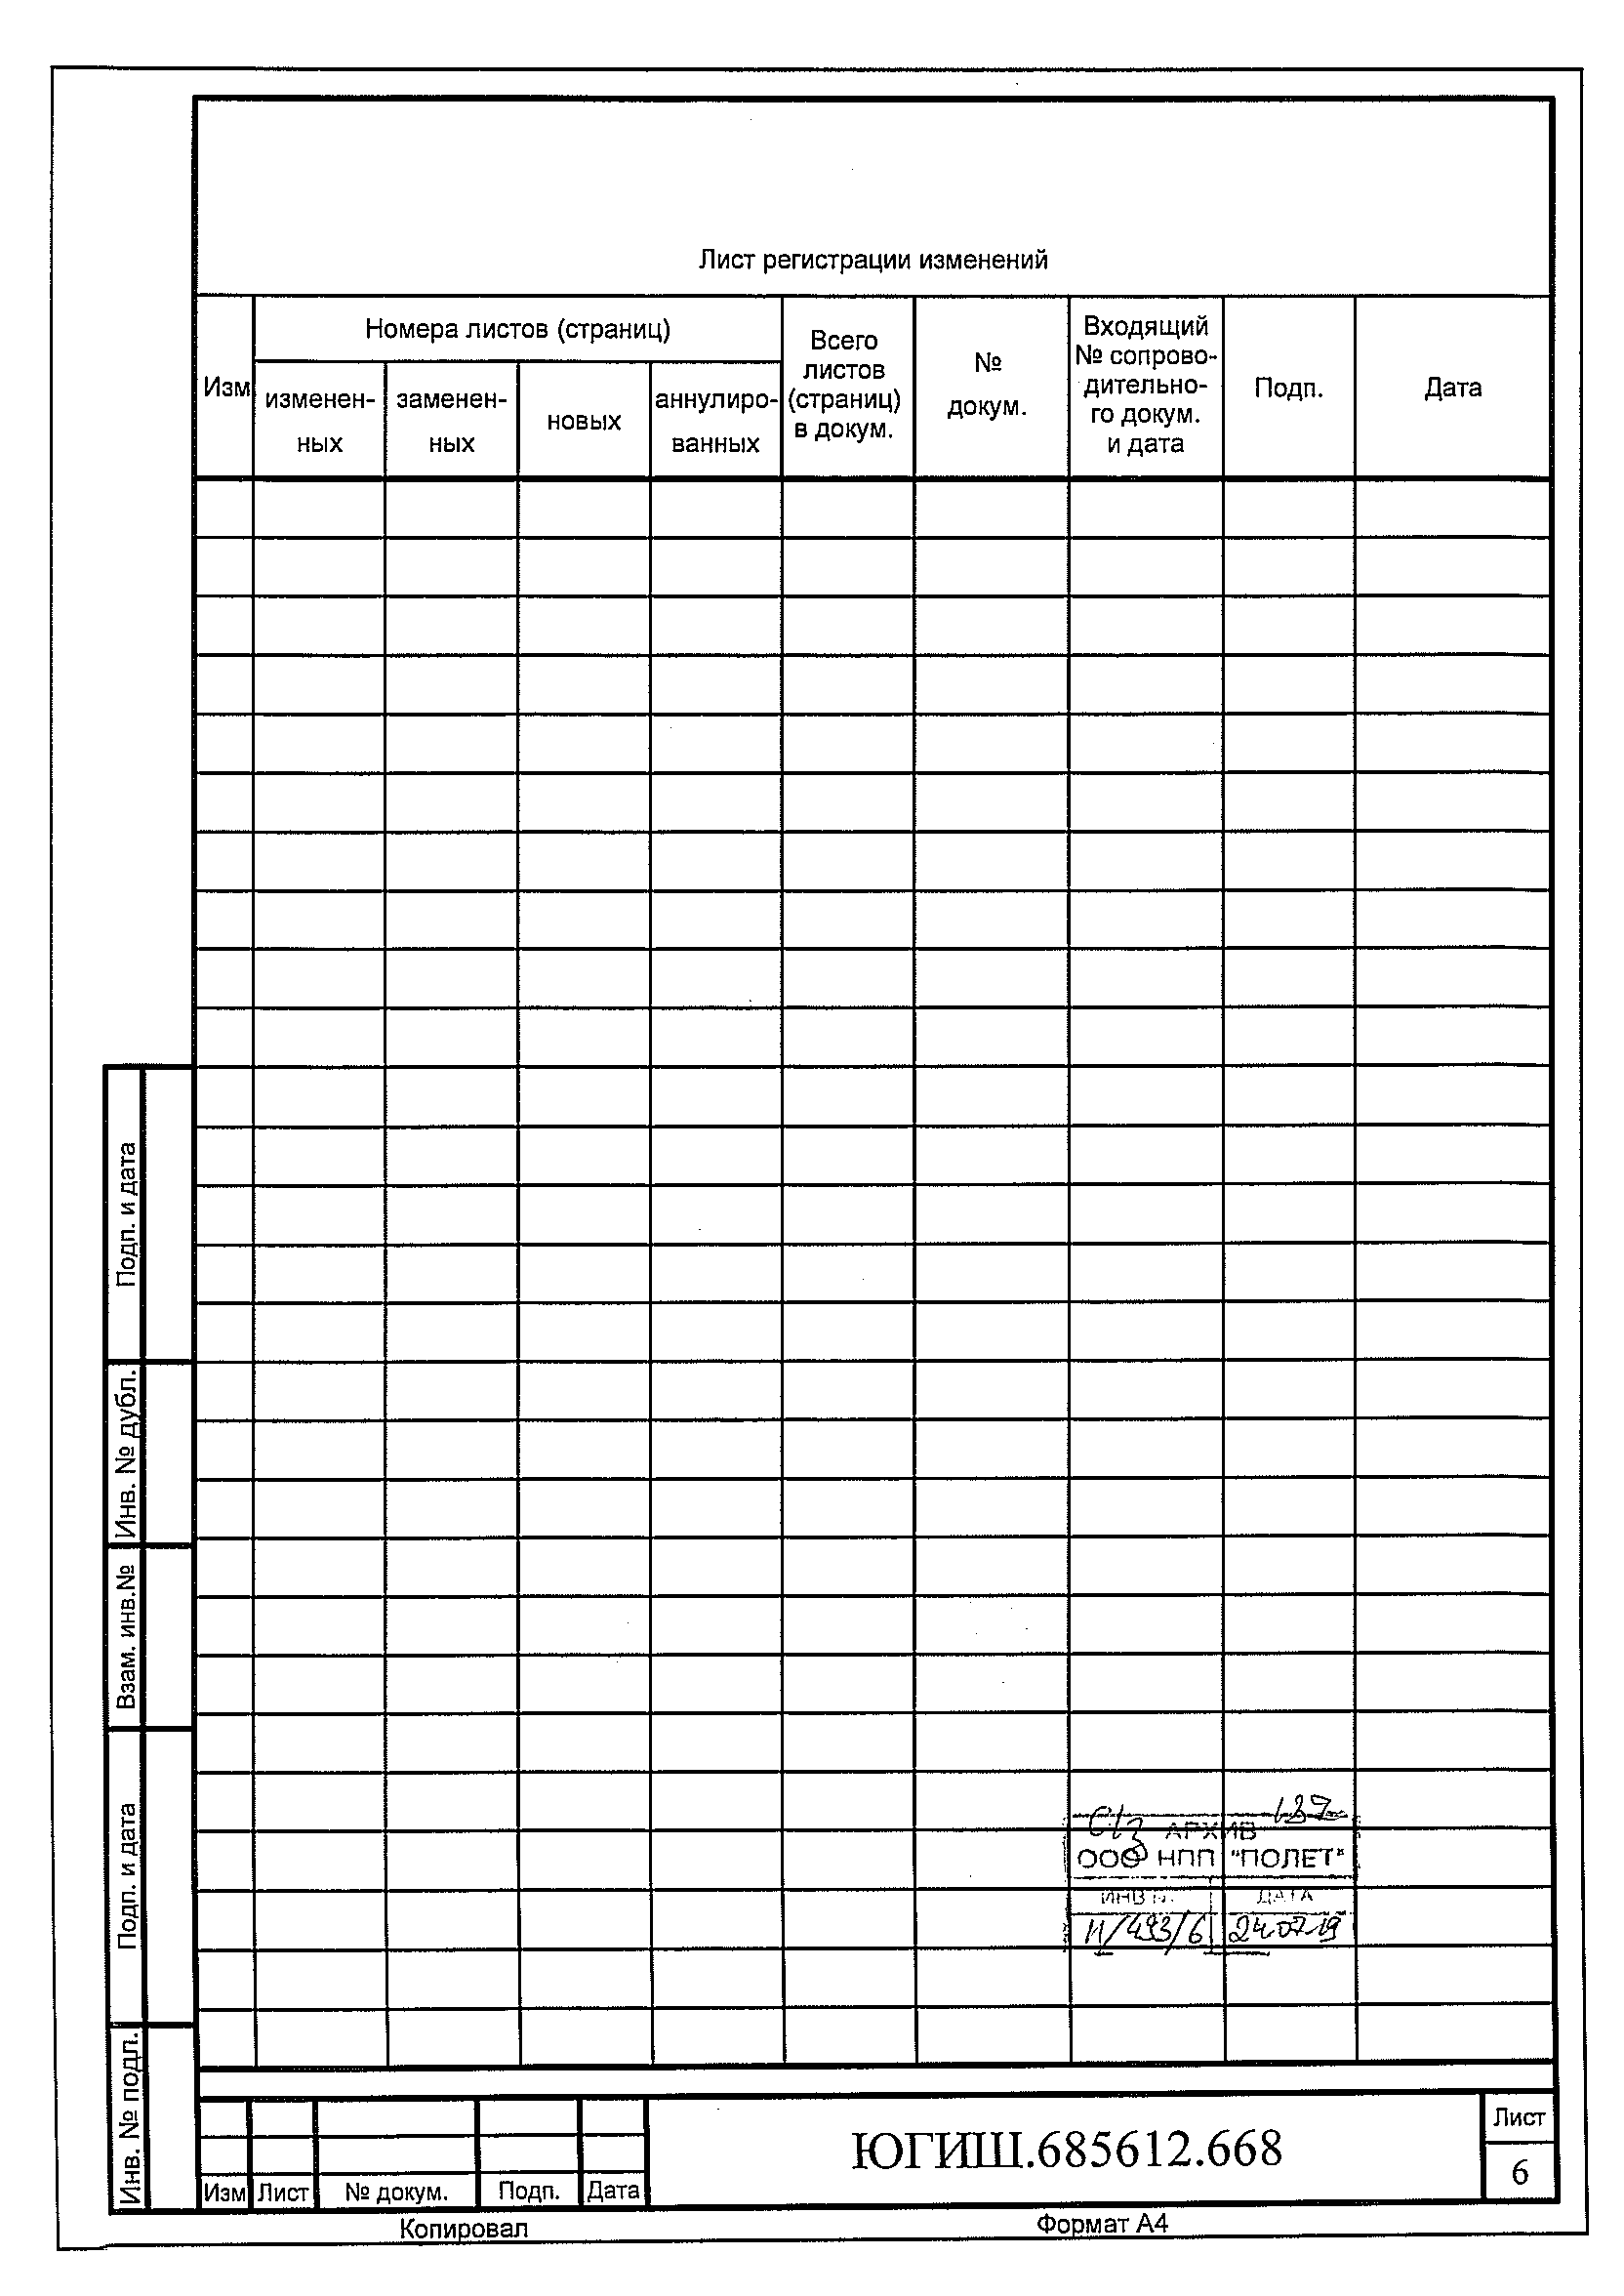 Лист регистрации изменений
Изм
Номера листов (страниц)
изменен-
ных
заменен-
ных
новых
аннулиро-
ванных
Всего
листов
(страниц)
в докум.
№
докум.
Входящий
№ сопрово-
дительно-
го докум.
и дата
Подп.
Дата
Подп. и дата
Инв. № дубл.
Взам. инв.№
Подп. и дата
Инв. № подл.
АРХИВ
ООО НПП "ПОЛЕТ"
ИНВ N.
ДАТА
11/493/6
24.07.19
Изм
Лист
№ докум.
Подп.
Дата
ЮГИШ.685612.668
Лист
6
Копировал
Формат А4